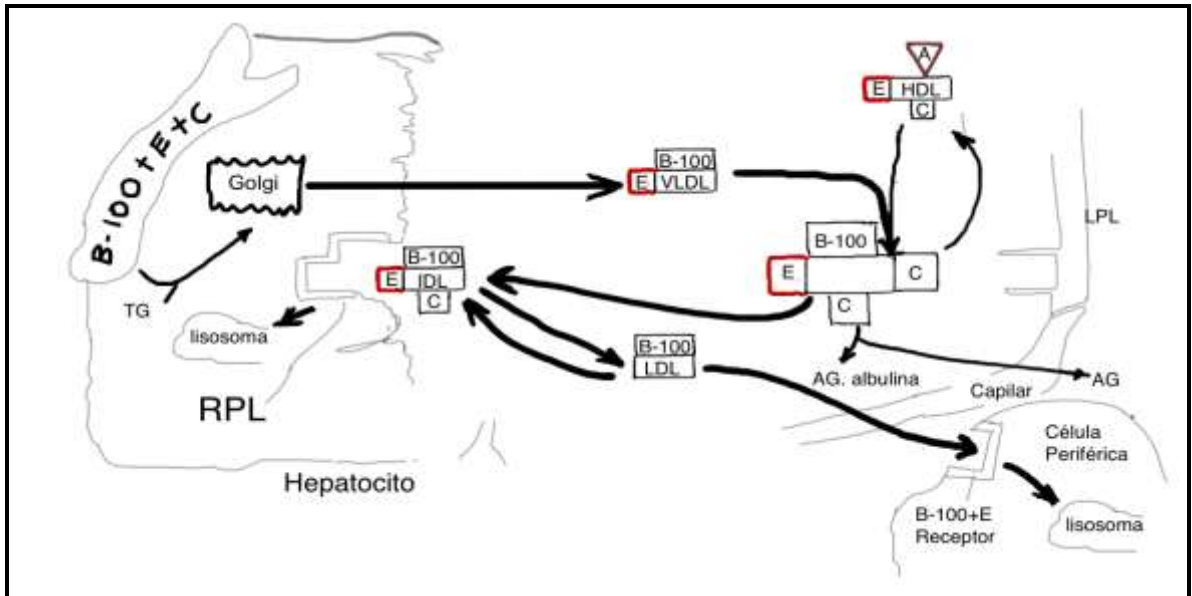 B-100+E+C
Golgi
TG
lisosoma
RPL
Hepatocito
B-100
E IDL
C
B-100
E VLDL
B-100
LDL
A
E HDL
C
B-100
E C
C
AG. albulina
AG
LPL
Capilar
Célula
Periférica
B-100+E
Receptor
lisosoma